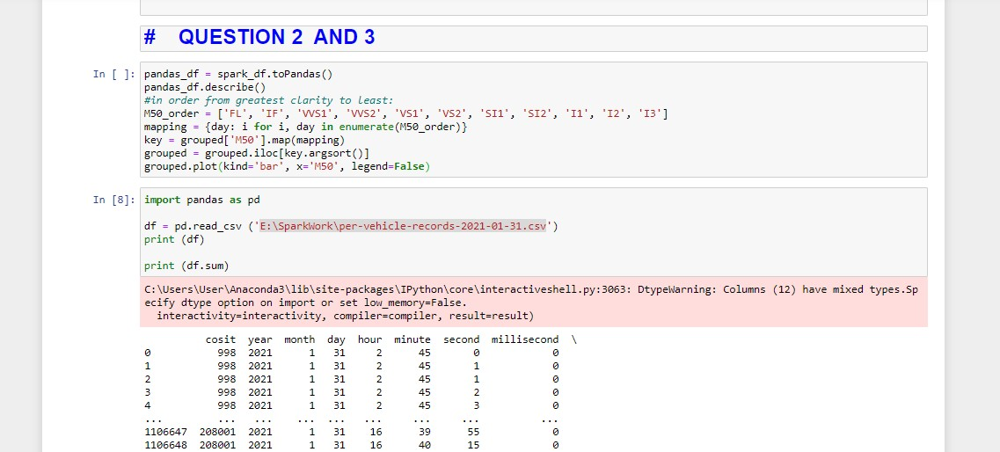 # QUESTION 2 AND 3
In [ ]: pandas_df = spark_df.toPandas()
pandas_df.describe()
#in order from greatest clarity to least:
M50_order = ['FL', 'IF', 'VVS1', 'VVS2', 'VS1', 'VS2', 'SI1', 'SI2', 'I1', 'I2', 'I3']
mapping = {day: i for i, day in enumerate(M50_order)}
key = grouped['M50'].map(mapping)
grouped = grouped.iloc[key.argsort()]
grouped.plot(kind='bar', x='M50', legend=False)
In [8]: import pandas as pd
df = pd.read_csv ('E:\SparkWork\per-vehicle-records-2021-01-31.csv')
print (df)
print (df.sum)
C:\Users\User\Anaconda3\lib\site-packages\IPython\core\interactiveshell.py:3063: DtypeWarning: Columns (12) have mixed types.Sp
ecify dtype option on import or set low_memory=False.
interactivity=interactivity, compiler=compiler, result=result)
cosit year month day hour minute second millisecond \
0 998 2021 1 31 2 45 0 0
1 998 2021 1 31 2 45 1 0
2 998 2021 1 31 2 45 1 0
3 998 2021 1 31 2 45 2 0
4 998 2021 1 31 2 45 3 0
... ... ... ... ... ... ... ... ...
1106647 208001 2021 1 31 16 39 55 0
1106648 208001 2021 1 31 16 40 15 0